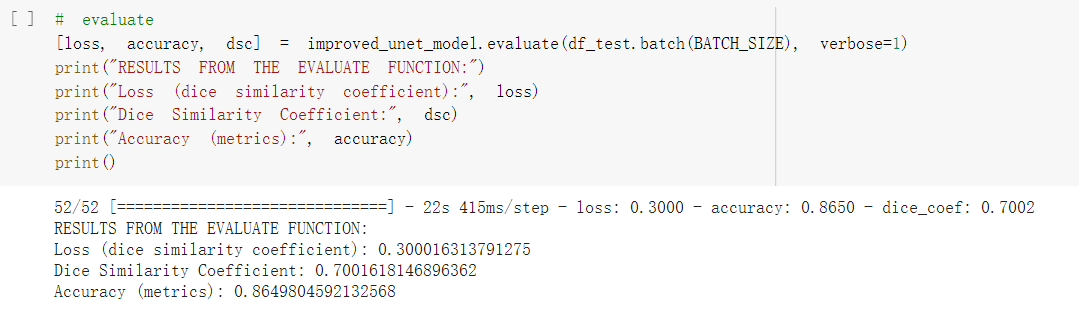 [ ] # evaluate
[loss, accuracy, dsc] = improved_unet_model.evaluate(df_test.batch(BATCH_SIZE), verbose=1)
print("RESULTS FROM THE EVALUATE FUNCTION:")
print("Loss (dice similarity coefficient):", loss)
print("Dice Similarity Coefficient:", dsc)
print("Accuracy (metrics):", accuracy)
print()
52/52 [==============================] - 22s 415ms/step - loss: 0.3000 - accuracy: 0.8650 - dice_coef: 0.7002
RESULTS FROM THE EVALUATE FUNCTION:
Loss (dice similarity coefficient): 0.300016313791275
Dice Similarity Coefficient: 0.7001618146896362
Accuracy (metrics): 0.8649804592132568